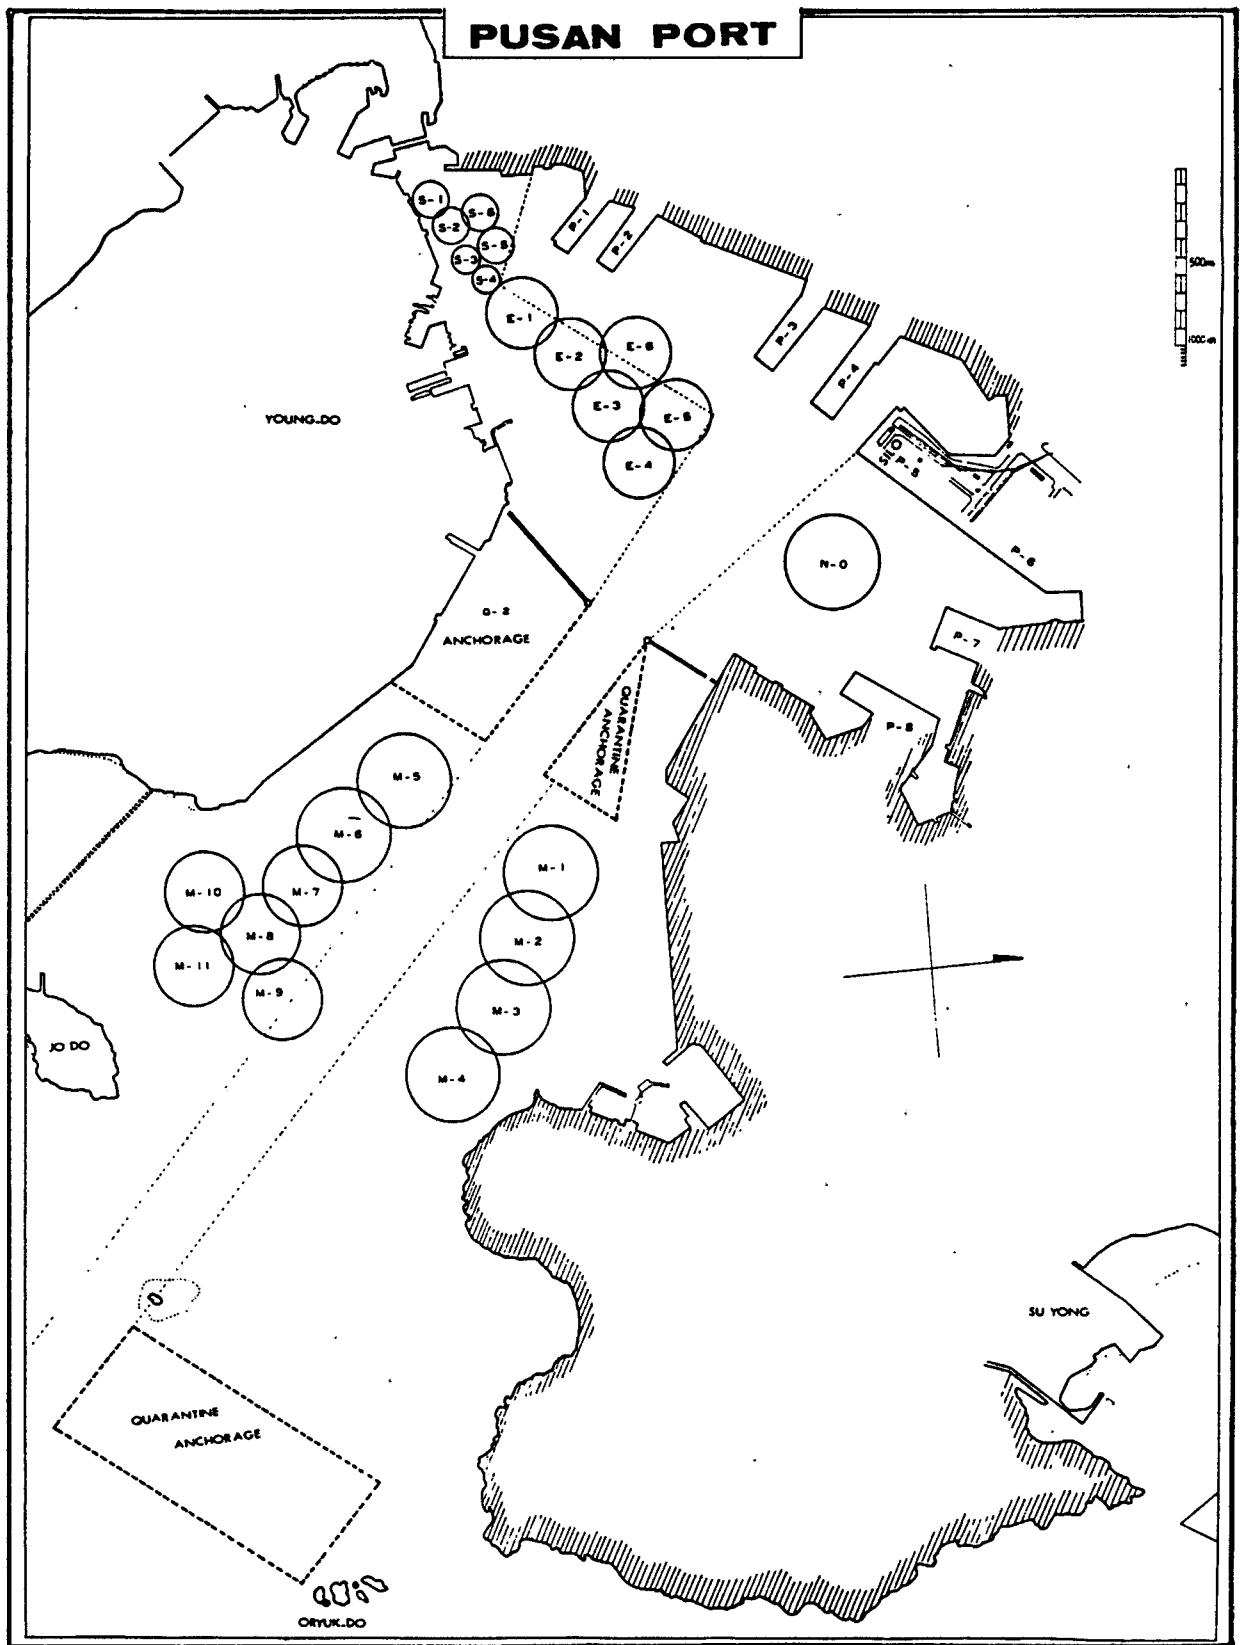 PUSAN PORT
S-1
S-6
S-2
S-5
S-3
S-4
P-1
P-2
E-1
E-2
E-6
E-3
E-5
E-4
P-3
P-4
500m
YOUNG-DO
SILO
P-5
P-6
N-0
P-7
P-8
ANCHORAGE
QUARANTINE
ANCHORAGE
M-5
M-6
M-7
M-10
M-8
M-11
M-9
M-1
M-2
M-3
M-4
JO DO
SU YONG
QUARANTINE
ANCHORAGE
ORYUK-DO